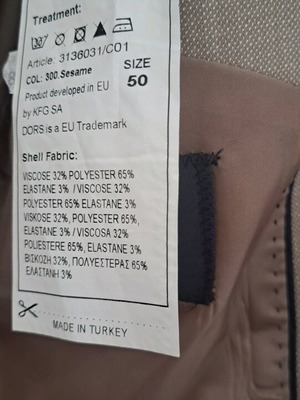 Treatment:
Article: 3136031/C01
COL: 300.Sesame
SIZE
50
Product developed in EU
by KFG SA
DORS is a EU Trademark
Shell Fabric:
VISCOSE 32% POLYESTER 65%
ELASTANE 3% / VISCOSE 32%
POLYESTER 65% ELASTANE 3%
VISKOSE 32% POLYESTER 65%,
ELASTANE 3% / VISCOSA 32%
POLIESTERE 65%, ELASTANE 3%
ΒΙΣΚΟΖΗ 32%, ΠΟΛΥΕΣΤΕΡΑΣ 65%
ΕΛΑΣΤΑΝΗ 3%
MADE IN TURKEY